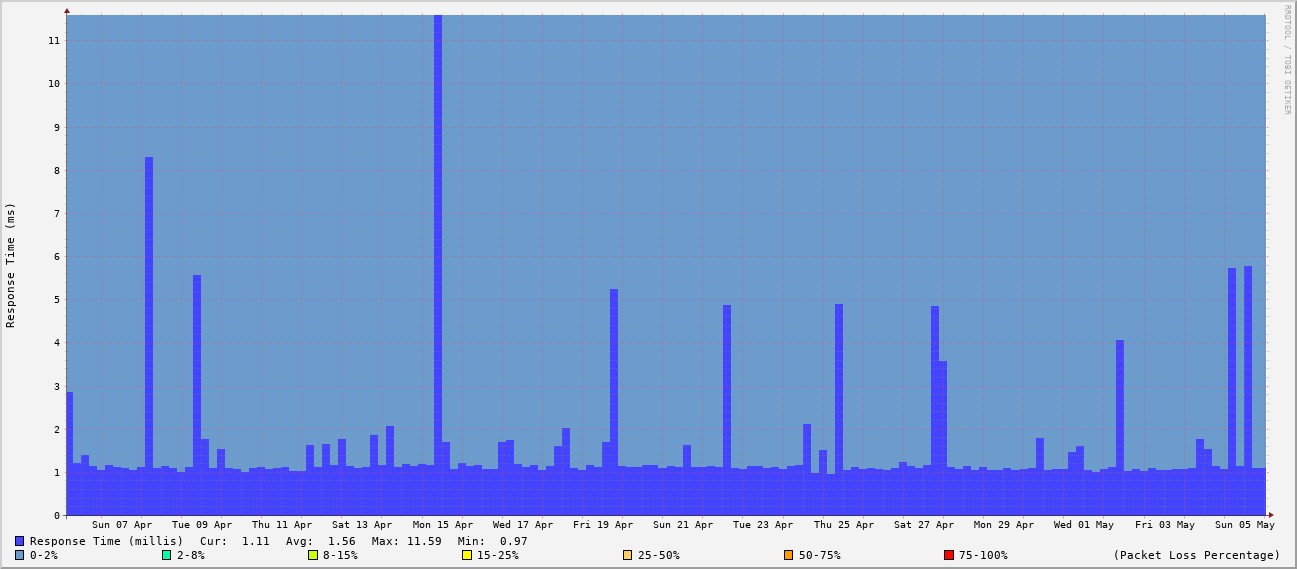 RRDTOOL / TOBI OETIKER
Response Time (ms)
11
10
9
8
7
6
5
4
3
2
1
0
Sun 07 Apr Tue 09 Apr Thu 11 Apr Sat 13 Apr Mon 15 Apr Wed 17 Apr Fri 19 Apr Sun 21 Apr Tue 23 Apr Thu 25 Apr Sat 27 Apr Mon 29 Apr Wed 01 May Fri 03 May Sun 05 May
Response Time (millis) Cur: 1.11 Avg: 1.56 Max: 11.59 Min: 0.97
0-2% 2-8% 8-15% 15-25% 25-50% 50-75% 75-100% (Packet Loss Percentage)